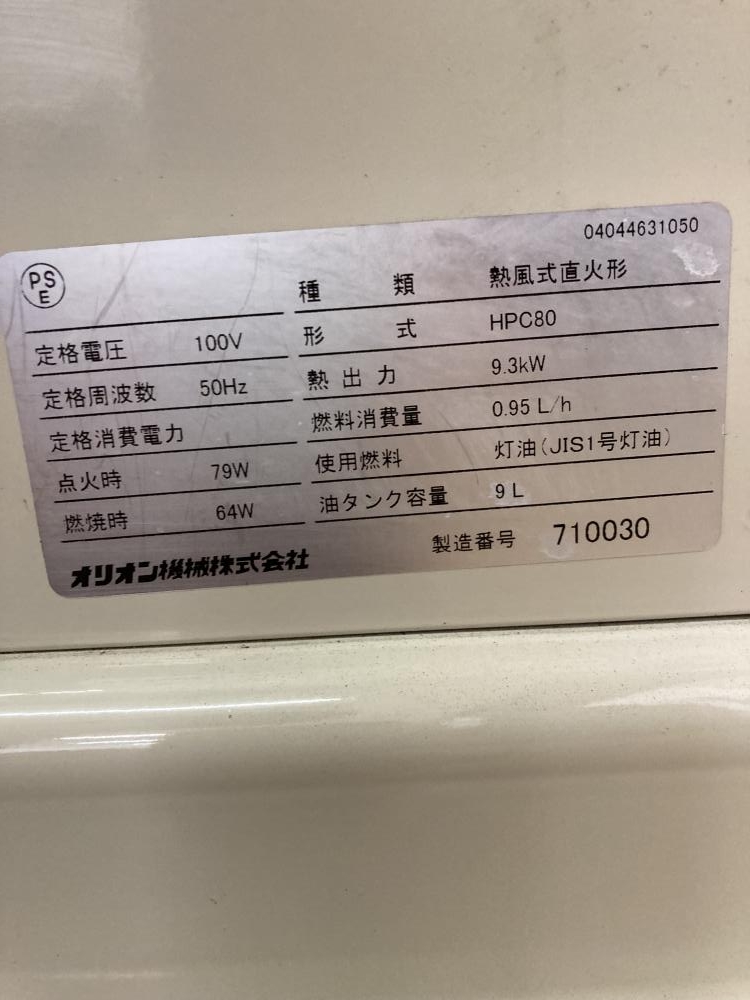 04044631050
PS
E
種 類 熱風式直火形
定格電圧 100V
形 式 HPC80
定格周波数 50Hz
熱出力 9.3kW
定格消費電力
燃料消費量 0.95 L/h
点火時 79W
使用燃料 灯油(JIS1号灯油)
燃焼時 64W
油タンク容量 9 L
製造番号 710030
オリオン機械株式会社